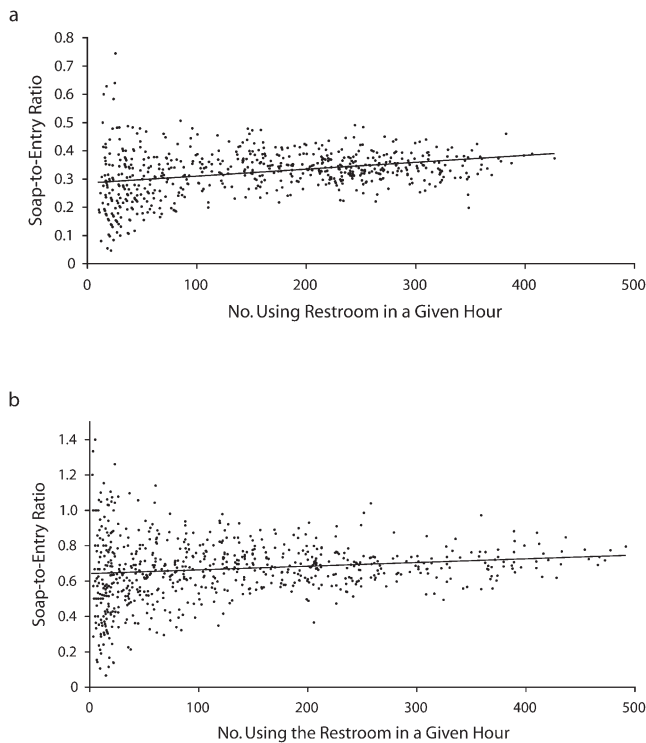 a
0.8
0.7
0.6
0.5
0.4
0.3
0.2
0.1
0
Soap-to-Entry Ratio
0 100 200 300 400 500
No. Using Restroom in a Given Hour
b
1.4
1.2
1.0
0.8
0.6
0.4
0.2
0
Soap-to-Entry Ratio
0 100 200 300 400 500
No. Using the Restroom in a Given Hour